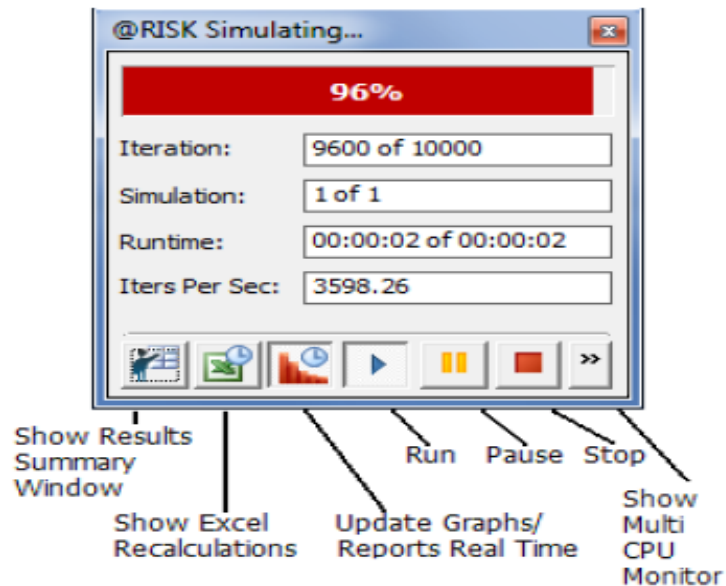 @RISK Simulating...
96%
Iteration: 9600 of 10000
Simulation: 1 of 1
Runtime: 00:00:02 of 00:00:02
Iters Per Sec: 3598.26
»
Show Results
Summary
Window
Run Pause Stop
Show Excel
Recalculations
Update Graphs/
Reports Real Time
Show
Multi
CPU
Monitor